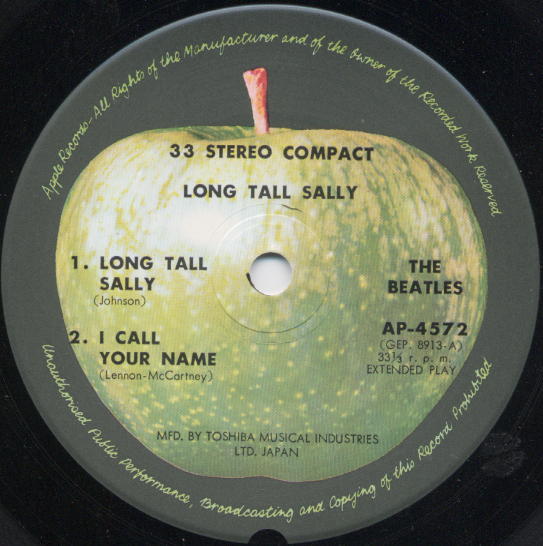 Apple Records-All Rights of the Manufacturer and of the Owner of the Recorded Work Reserved
33 STEREO COMPACT
LONG TALL SALLY
1. LONG TALL
SALLY
(Johnson)
2. I CALL
YOUR NAME
(Lennon-McCartney)
THE
BEATLES
AP-4572
(GEP. 8913-A)
33⅓ r. p. m.
EXTENDED PLAY
MFD. BY TOSHIBA MUSICAL INDUSTRIES
LTD. JAPAN
Unauthorised Public Performance, Broadcasting and Copying of this Record Prohibited